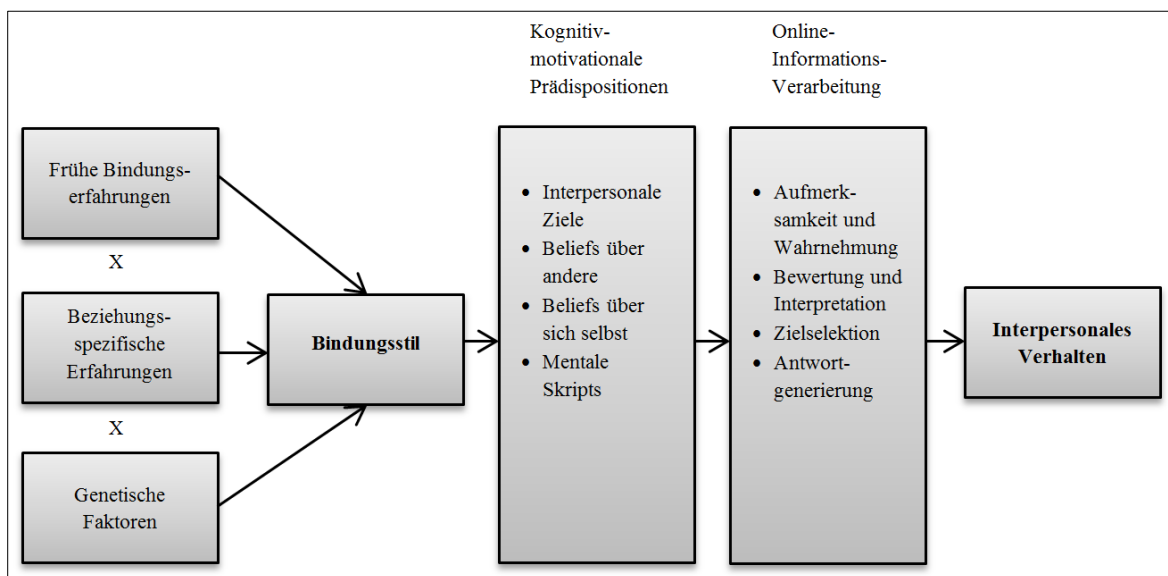 Kognitiv-
motivationale
Prädispositionen
Online-
Informations-
Verarbeitung
Frühe Bindungs-
erfahrungen
X
Beziehungs-
spezifische
Erfahrungen
X
Genetische
Faktoren
Bindungsstil
• Interpersonale
Ziele
• Beliefs über
andere
• Beliefs über
sich selbst
• Mentale
Skripts
• Aufmerk-
samkeit und
Wahrnehmung
• Bewertung und
Interpretation
• Zielselektion
• Antwort-
generierung
Interpersonales
Verhalten